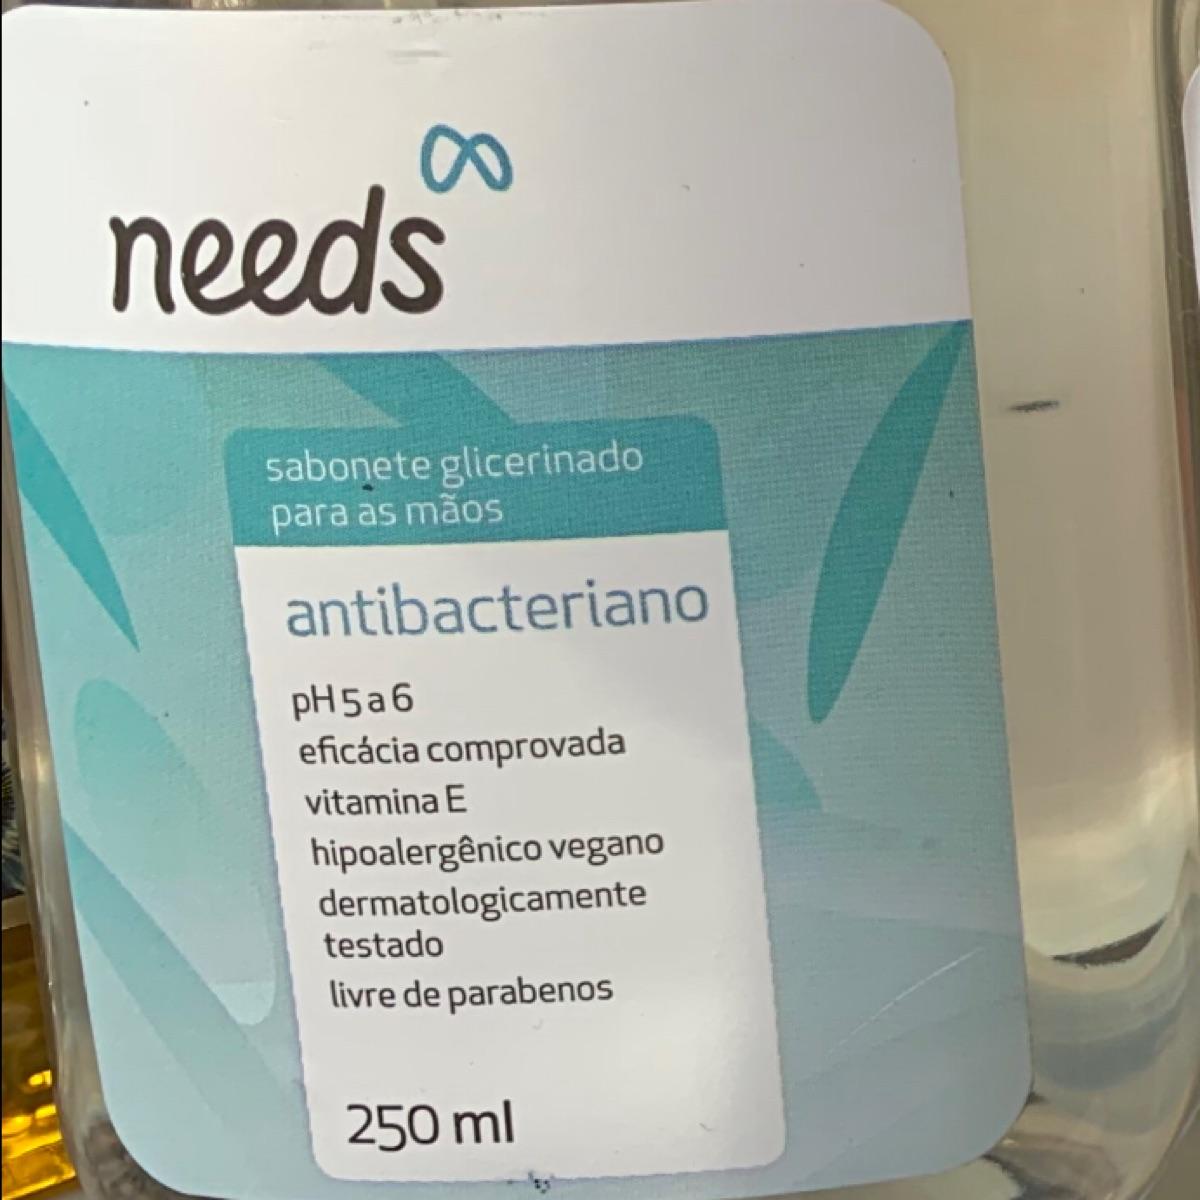 needs
sabonete glicerinado
para as mãos
antibacteriano
pH 5 a 6
eficácia comprovada
vitamina E
hipoalergênico vegano
dermatologicamente
testado
livre de parabenos
250 ml